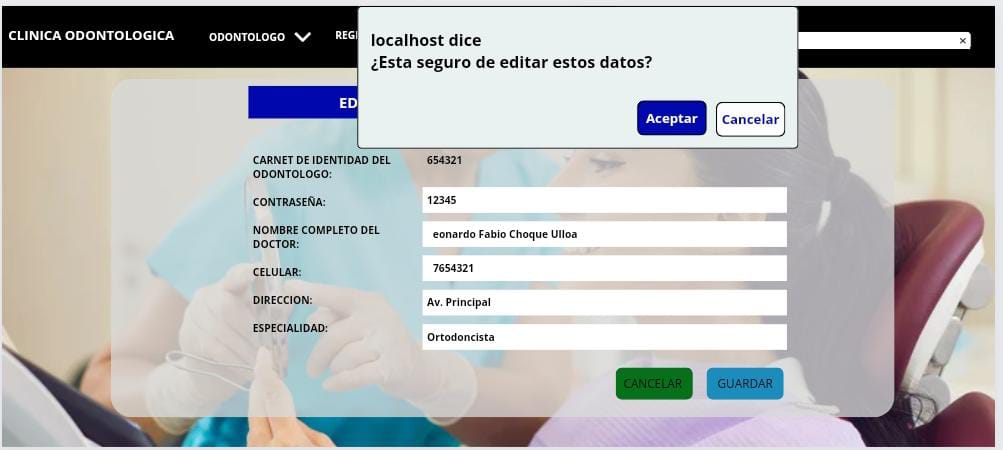 CLINICA ODONTOLOGICA
ODONTOLOGO
localhost dice
¿Esta seguro de editar estos datos?
Aceptar
Cancelar
CARNET DE IDENTIDAD DEL
ODONTOLOGO:
654321
CONTRASEÑA:
12345
NOMBRE COMPLETO DEL
DOCTOR:
eonardo Fabio Choque Ulloa
CELULAR:
7654321
DIRECCION:
Av. Principal
ESPECIALIDAD:
Ortodoncista
CANCELAR
GUARDAR